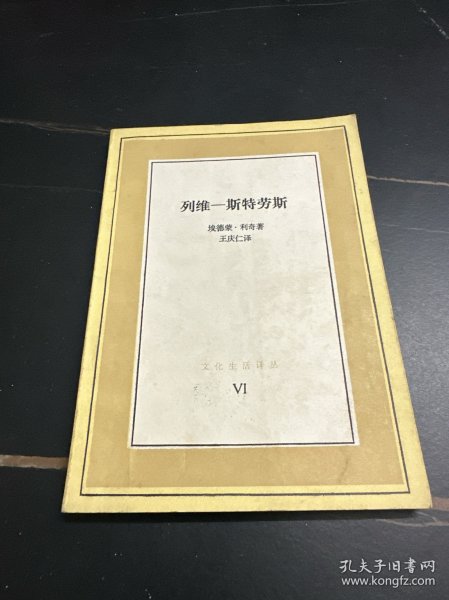 列维—斯特劳斯
埃德蒙·利奇著
王庆仁译
文化生活译丛
VI
孔夫子旧书网
www.kongfz.com